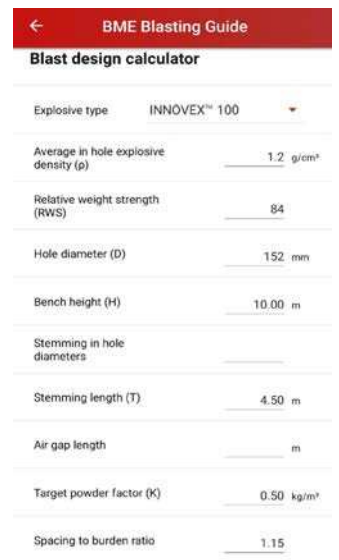 BME Blasting Guide
Blast design calculator
Explosive type INNOVEX™ 100
Average in hole explosive
density (ρ) 1.2 g/cm³
Relative weight strength
(RWS) 84
Hole diameter (D) 152 mm
Bench height (H) 10.00 m
Stemming in hole
diameters
Stemming length (T) 4.50 m
Air gap length m
Target powder factor (K) 0.50 kg/m³
Spacing to burden ratio 1.15